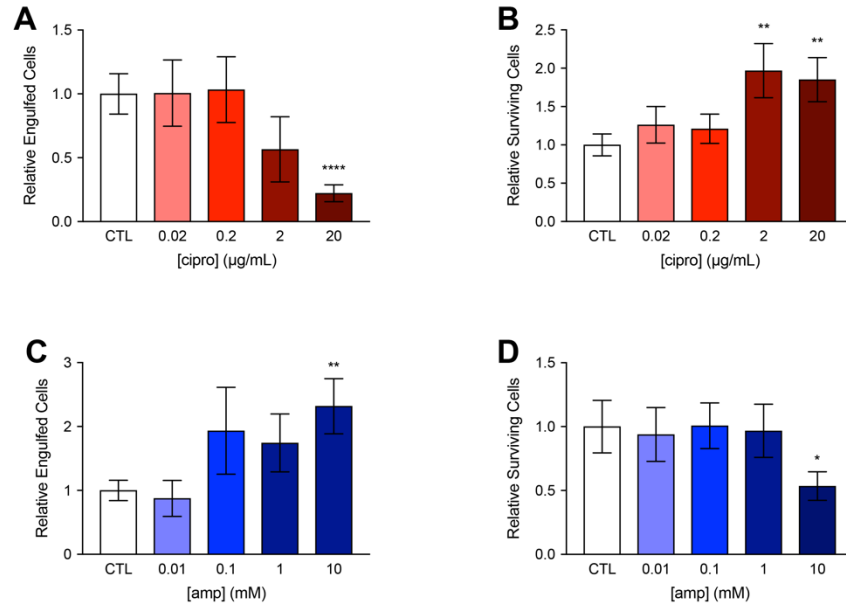 A
Relative Engulfed Cells
1.5
1.0
0.5
0.0
****
CTL 0.02 0.2 2 20
[cipro] (µg/mL)
B
Relative Surviving Cells
2.5
2.0
1.5
1.0
0.5
0.0
** **
CTL 0.02 0.2 2 20
[cipro] (µg/mL)
C
Relative Engulfed Cells
3
2
1
0
**
CTL 0.01 0.1 1 10
[amp] (mM)
D
Relative Surviving Cells
1.5
1.0
0.5
0.0
*
CTL 0.01 0.1 1 10
[amp] (mM)